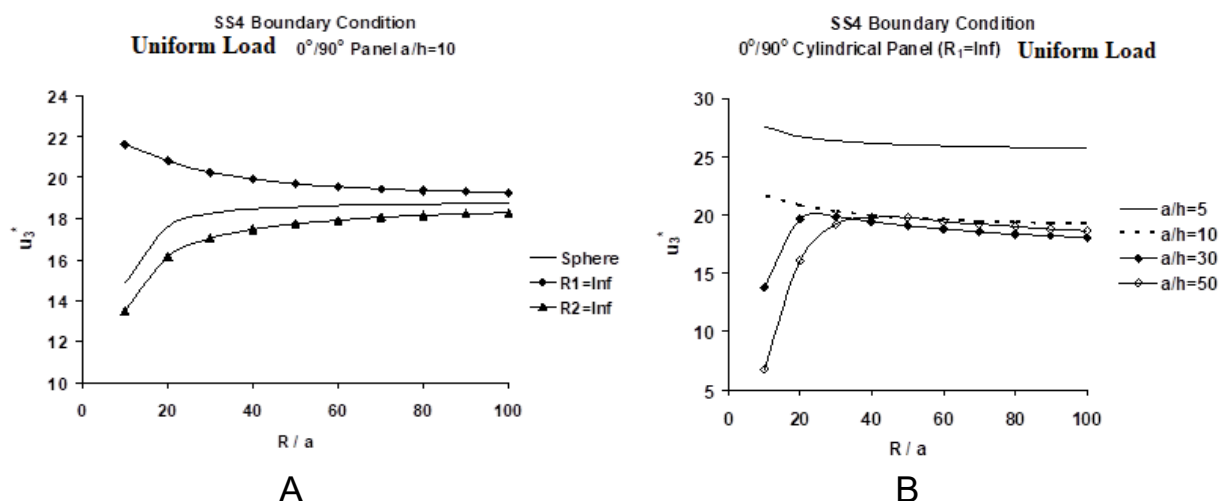 SS4 Boundary Condition
Uniform Load 0°/90° Panel a/h=10
24
22
20
18
16
14
12
10
u₃*
0 20 40 60 80 100
R / a
Sphere
R1=Inf
R2=Inf
A
SS4 Boundary Condition
0°/90° Cylindrical Panel (R₁=Inf) Uniform Load
30
25
20
15
10
5
u₃*
0 20 40 60 80 100
R / a
a/h=5
a/h=10
a/h=30
a/h=50
B